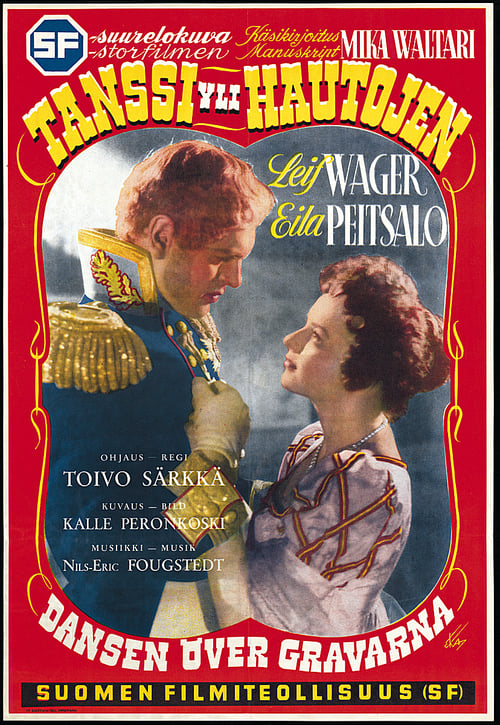 SF
-suurelokuva
-storfilmen
Käsikirjoitus
Manuskript
MIKA WALTARI
TANSSI YLI HAUTOJEN
Leif WAGER
Eila PEITSALO
OHJAUS — REGI
TOIVO SÄRKKÄ
KUVAUS — BILD
KALLE PERONKOSKI
MUSIIKKI — MUSIK
NILS-ERIC FOUGSTEDT
DANSEN ÖVER GRAVARNA
SUOMEN FILMITEOLLISUUS (SF)